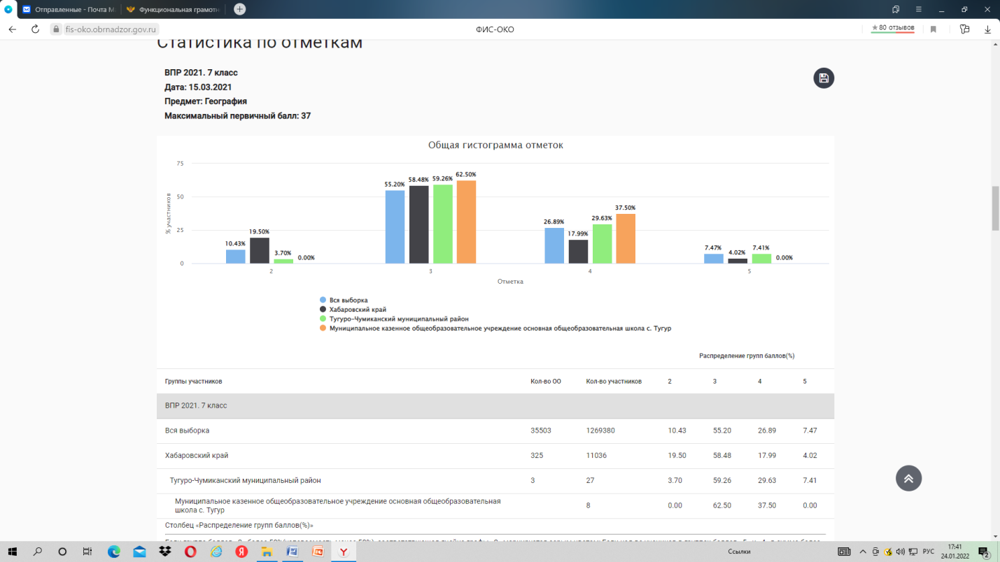 Отправленные - Почта M
Функциональная грамотн
fis-oko.obrnadzor.gov.ru
ФИС-ОКО
★ 80 отзывов
Статистика по отметкам
ВПР 2021. 7 класс
Дата: 15.03.2021
Предмет: География
Максимальный первичный балл: 37
Общая гистограмма отметок
75
50
25
0
% участников
10.43%
19.50%
3.70%
0.00%
55.20%
58.48%
59.26%
62.50%
26.89%
17.99%
29.63%
37.50%
7.47%
4.02%
7.41%
0.00%
2 3 4 5
Отметка
Вся выборка
Хабаровский край
Тугуро-Чумиканский муниципальный район
Муниципальное казенное общеобразовательное учреждение основная общеобразовательная школа с. Тугур
Распределение групп баллов(%)
Группы участников Кол-во ОО Кол-во участников 2 3 4 5
ВПР 2021. 7 класс
Вся выборка 35503 1269380 10.43 55.20 26.89 7.47
Хабаровский край 325 11036 19.50 58.48 17.99 4.02
Тугуро-Чумиканский муниципальный район 3 27 3.70 59.26 29.63 7.41
Муниципальное казенное общеобразовательное учреждение основная общеобразовательная
школа с. Тугур 8 0.00 62.50 37.50 0.00
Столбец «Распределение групп баллов(%)»
Ссылки
РУС
17:41
24.01.2022
2